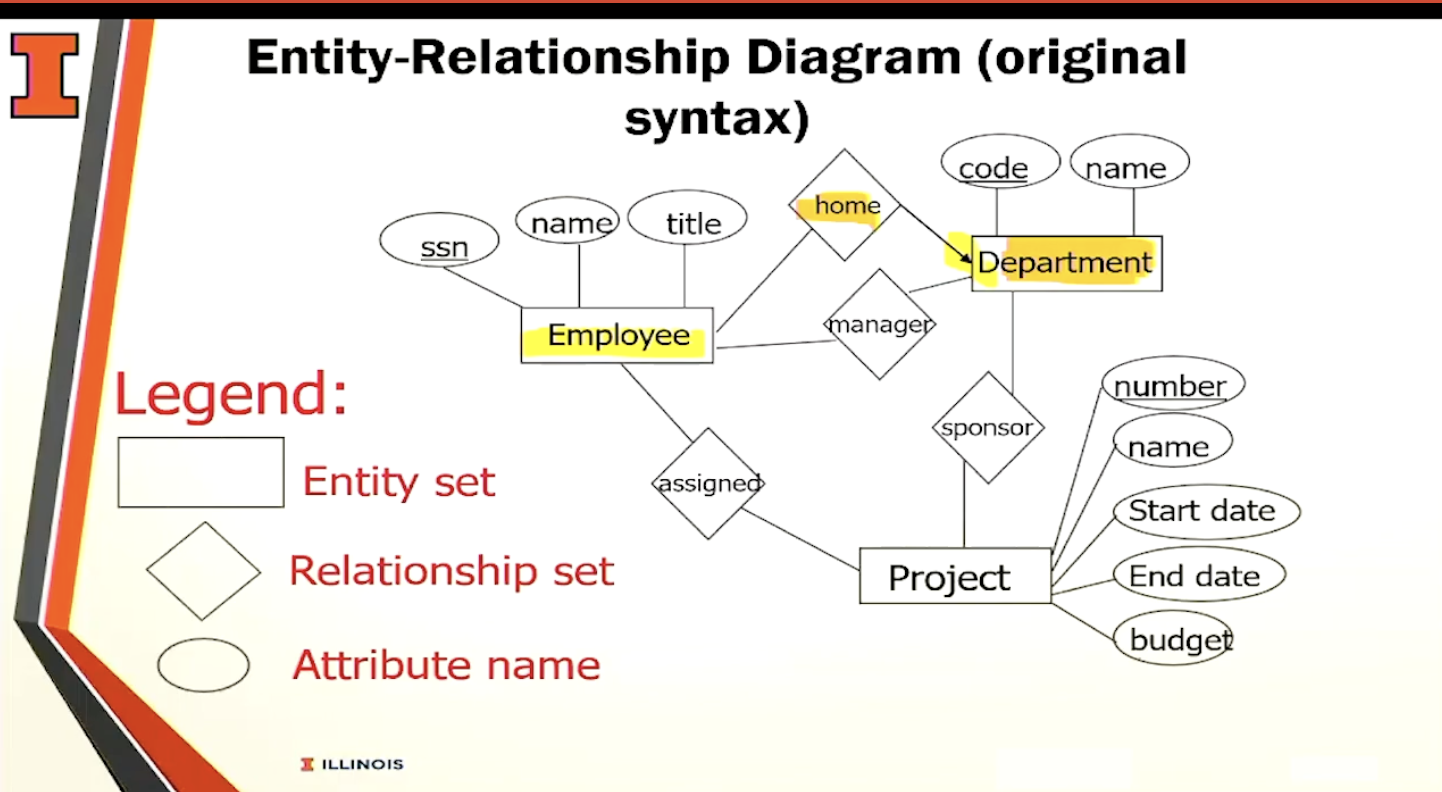 Entity-Relationship Diagram (original
syntax)
code
name
home
ssn
name
title
Department
Employee
manager
Legend:
number
sponsor
name
Entity set
assigned
Start date
Relationship set
Project
End date
budget
Attribute name
I ILLINOIS